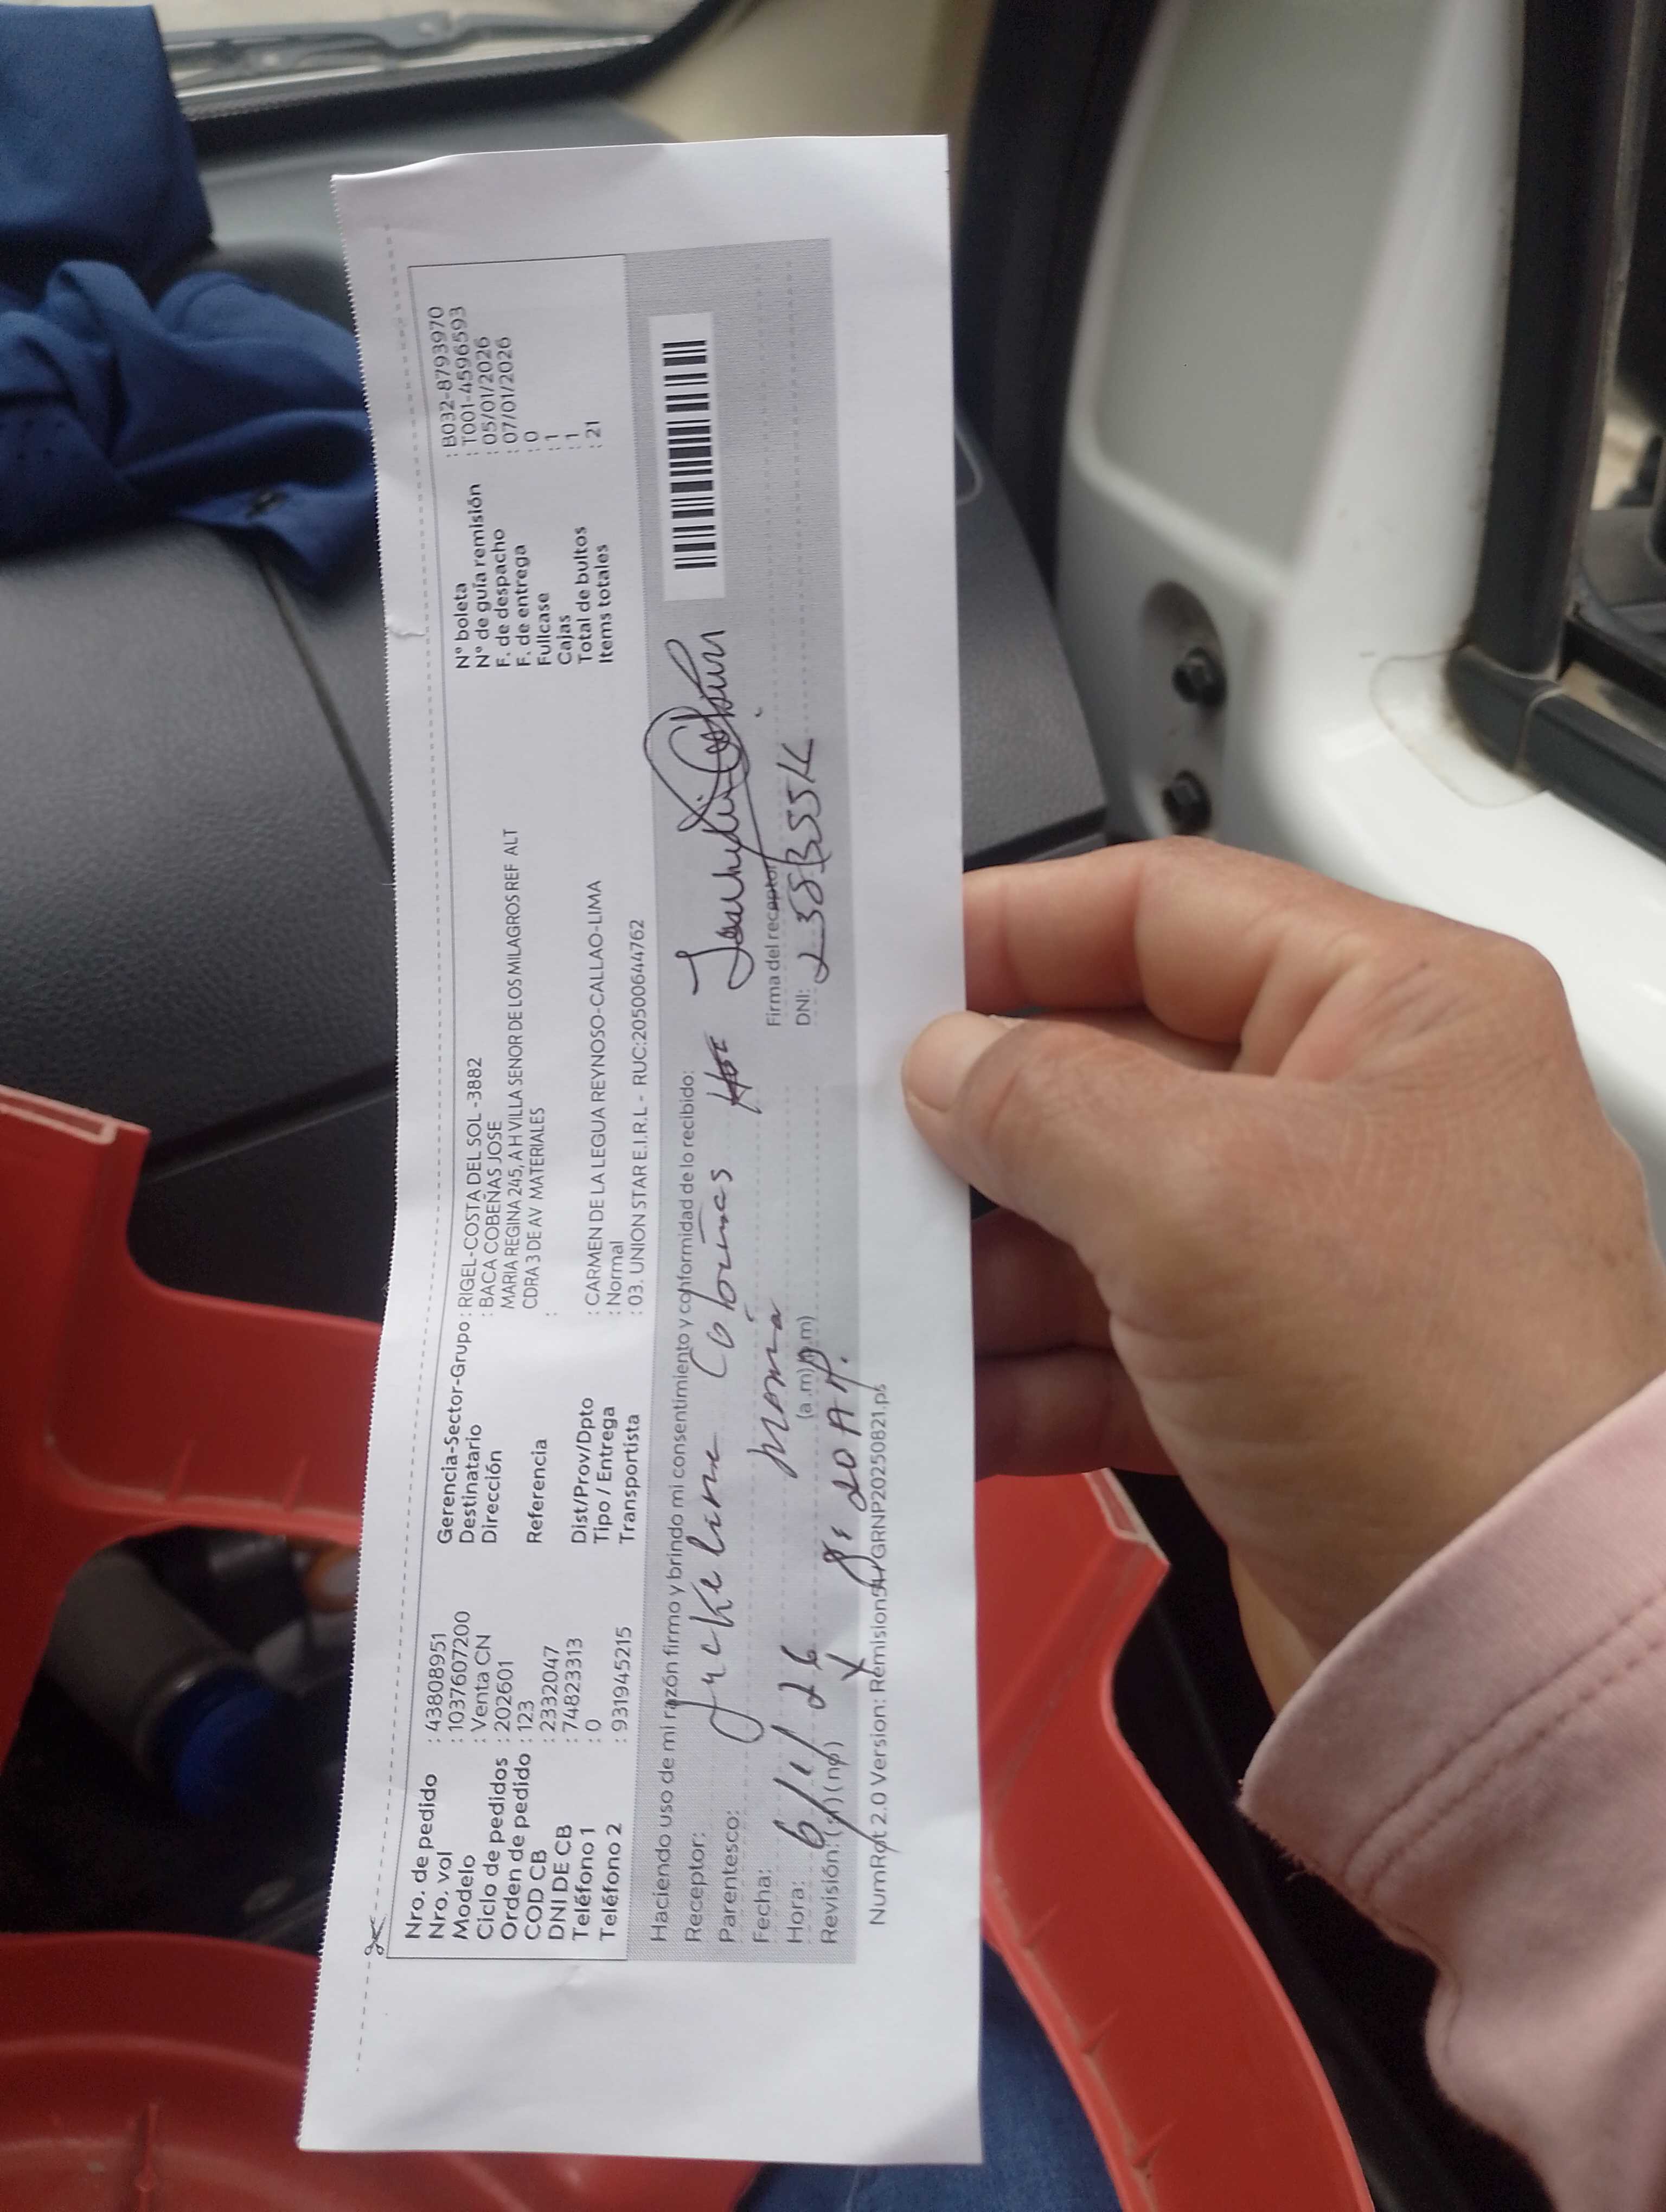 Nro. de pedido : 43808951
Nro. vol : 1037607200
Modelo : Venta CN
Ciclo de pedidos : 202601
Orden de pedido : 123
COD CB : 2332047
DNI DE CB : 74823313
Teléfono 1 : 0
Teléfono 2 : 931945215
Gerencia-Sector-Grupo : RIGEL-COSTA DEL SOL -3882
Destinatario : BACA COBEÑAS JOSE
Dirección MARIA REGINA 245, A H VILLA SENOR DE LOS MILAGROS REF ALT
CDRA 3 DE AV MATERIALES
Referencia :
Dist/Prov/Dpto : CARMEN DE LA LEGUA REYNOSO-CALLAO-LIMA
Tipo / Entrega : Normal
Transportista : 03. UNION STAR E.I.R.L - RUC:20500644762
N° boleta : B032-8793970
N° de guía remisión : T001-4596593
F. de despacho : 05/01/2026
F. de entrega : 07/01/2026
Fullcase : 0
Cajas : 1
Total de bultos : 1
Items totales : 21
Haciendo uso de mi razón firmo y brindo mi consentimiento y conformidad de lo recibido:
Receptor: Jackeline Cobeñas
Parentesco: mamá
Fecha: 6/1/26
Hora: (a.m) (p.m)
Revisión: (si) (no)
Firma del receptor
DNI:
NumRot 2.0 Version: RemisionGRNP20250821.ps